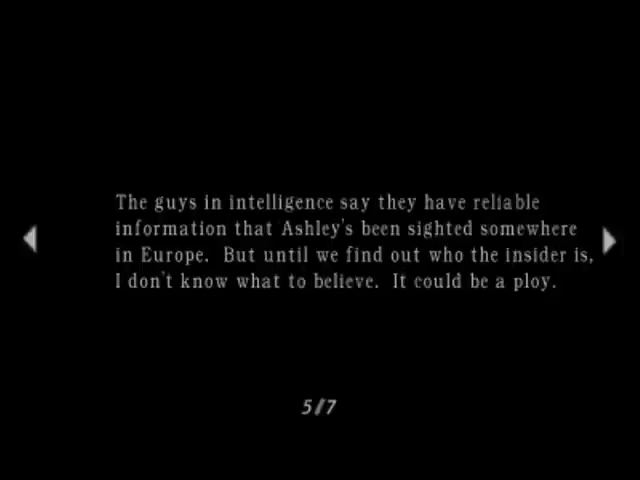 The guys in intelligence say they have reliable
information that Ashley's been sighted somewhere
in Europe. But until we find out who the insider is,
I don't know what to believe. It could be a ploy.
5/7